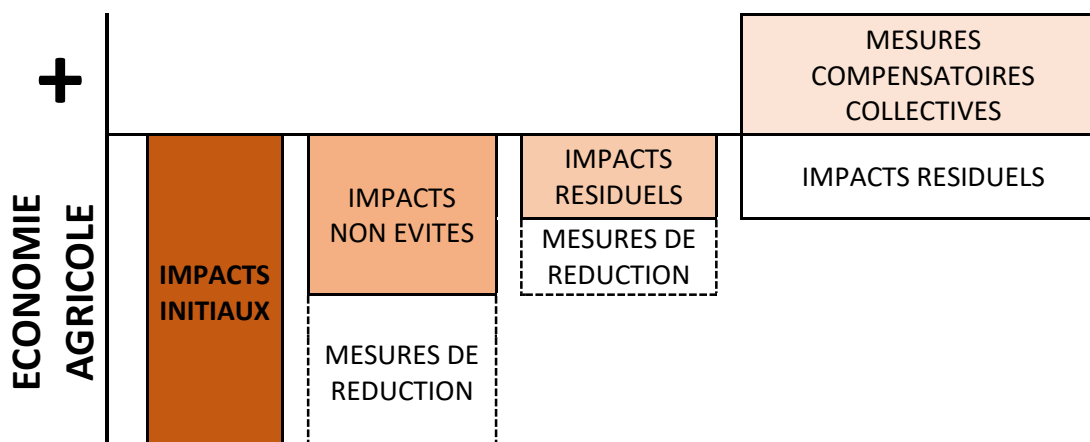 +
ECONOMIE
AGRICOLE
IMPACTS
INITIAUX
IMPACTS
NON EVITES
MESURES DE
REDUCTION
IMPACTS
RESIDUELS
MESURES DE
REDUCTION
MESURES
COMPENSATOIRES
COLLECTIVES
IMPACTS RESIDUELS